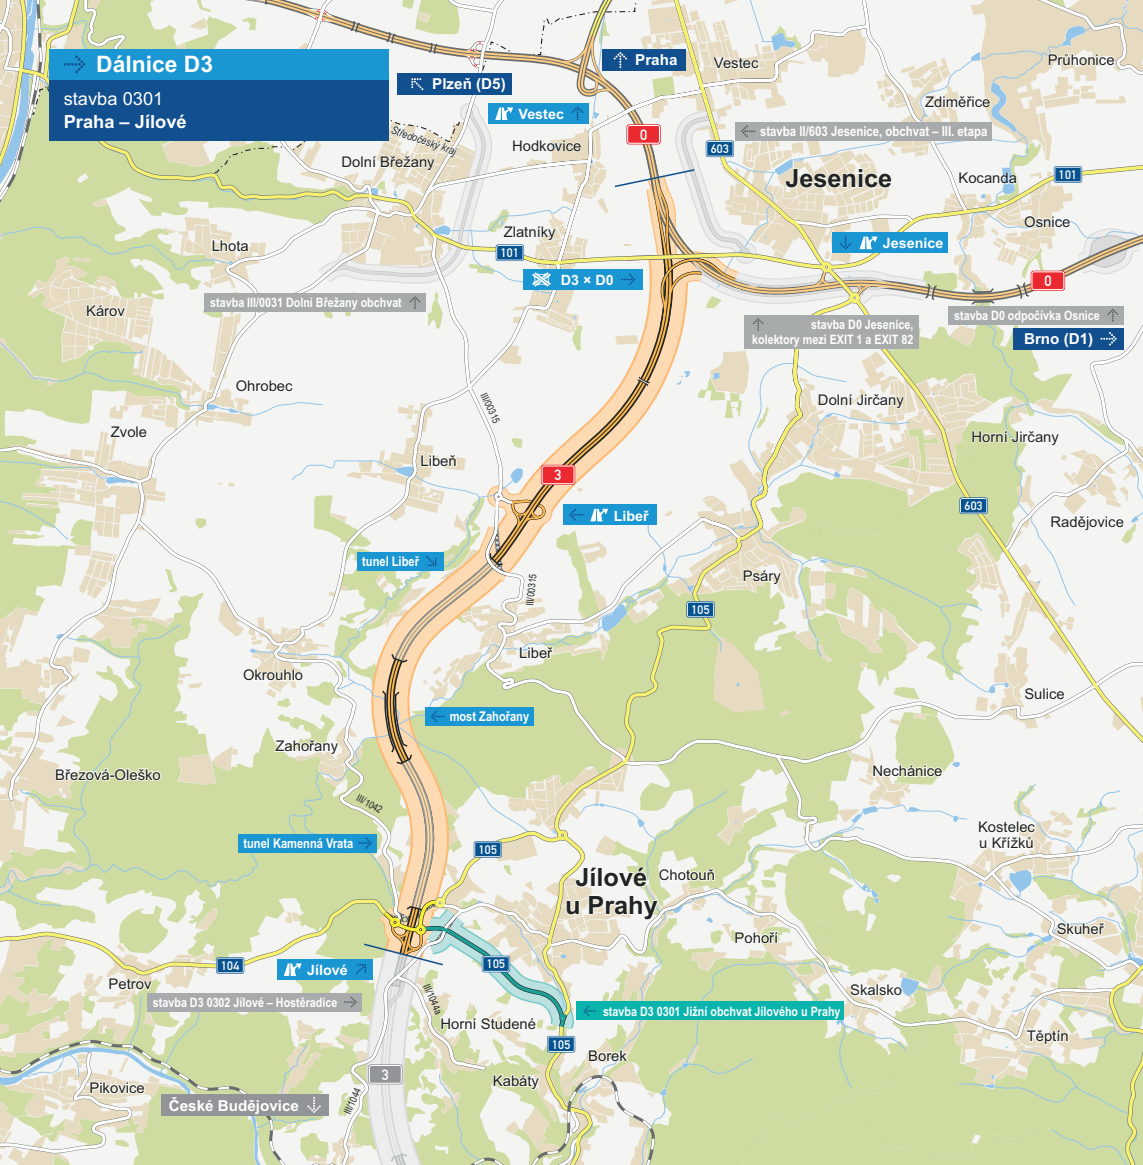 Dálnice D3
stavba 0301
Praha – Jílové
Praha
Plzeň (D5)
Vestec
Průhonice
Vestec
0
Zdiměřice
stavba II/603 Jesenice, obchvat – III. etapa
Středočeský kraj
Hodkovice
603
Dolní Břežany
Jesenice
Kocanda
101
Osnice
Zlatníky
Lhota
101
Jesenice
D3 × D0
0
stavba III/0031 Dolní Břežany obchvat
Károv
stavba D0 odpočívka Osnice
stavba D0 Jesenice,
kolektory mezi EXIT 1 a EXIT 82
Brno (D1)
Ohrobec
III/00315
Dolní Jirčany
Zvole
Horní Jirčany
Libeň
3
603
Libeř
Radějovice
tunel Libeř
III/00315
Psáry
105
Libeř
Okrouhlo
Sulice
most Zahořany
Zahořany
Březová-Oleško
Nechánice
III/1042
Kostelec
u Křížků
tunel Kamenná Vrata
105
Jílové
u Prahy
Chotouň
Skuheř
Pohoří
104
Jílové
105
Petrov
Skalsko
stavba D3 0302 Jílové – Hostěradice
III/1044a
stavba D3 0301 Jižní obchvat Jílového u Prahy
Horní Studené
Těptín
105
Borek
3
Kabáty
Pikovice
III/1044
České Budějovice